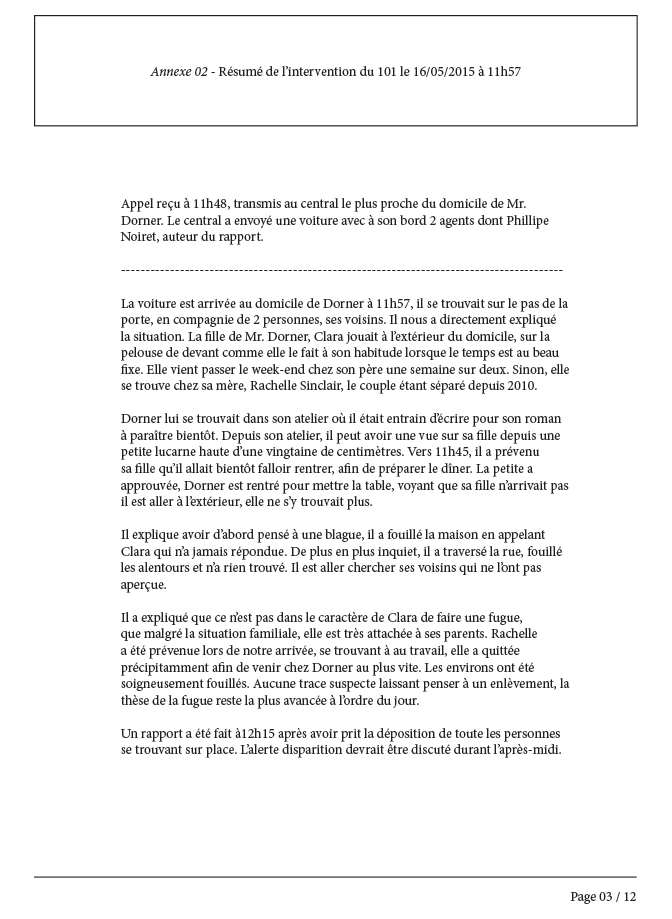 Annexe 02 - Résumé de l'intervention du 101 le 16/05/2015 à 11h57
Appel reçu à 11h48, transmis au central le plus proche du domicile de Mr.
Dorner. Le central a envoyé une voiture avec à son bord 2 agents dont Phillipe
Noiret, auteur du rapport.
------------------------------------------------------------------------------------------
La voiture est arrivée au domicile de Dorner à 11h57, il se trouvait sur le pas de la
porte, en compagnie de 2 personnes, ses voisins. Il nous a directement expliqué
la situation. La fille de Mr. Dorner, Clara jouait à l'extérieur du domicile, sur la
pelouse de devant comme elle le fait à son habitude lorsque le temps est au beau
fixe. Elle vient passer le week-end chez son père une semaine sur deux. Sinon, elle
se trouve chez sa mère, Rachelle Sinclair, le couple étant séparé depuis 2010.
Dorner lui se trouvait dans son atelier où il était entrain d'écrire pour son roman
à paraître bientôt. Depuis son atelier, il peut avoir une vue sur sa fille depuis une
petite lucarne haute d'une vingtaine de centimètres. Vers 11h45, il a prévenu
sa fille qu'il allait bientôt falloir rentrer, afin de préparer le dîner. La petite a
approuvée, Dorner est rentré pour mettre la table, voyant que sa fille n'arrivait pas
il est aller à l'extérieur, elle ne s'y trouvait plus.
Il explique avoir d'abord pensé à une blague, il a fouillé la maison en appelant
Clara qui n'a jamais répondue. De plus en plus inquiet, il a traversé la rue, fouillé
les alentours et n'a rien trouvé. Il est aller chercher ses voisins qui ne l'ont pas
aperçue.
Il a expliqué que ce n'est pas dans le caractère de Clara de faire une fugue,
que malgré la situation familiale, elle est très attachée à ses parents. Rachelle
a été prévenue lors de notre arrivée, se trouvant à au travail, elle a quittée
précipitamment afin de venir chez Dorner au plus vite. Les environs ont été
soigneusement fouillés. Aucune trace suspecte laissant penser à un enlèvement, la
thèse de la fugue reste la plus avancée à l'ordre du jour.
Un rapport a été fait à12h15 après avoir prit la déposition de toute les personnes
se trouvant sur place. L'alerte disparition devrait être discuté durant l'après-midi.
Page 03 / 12